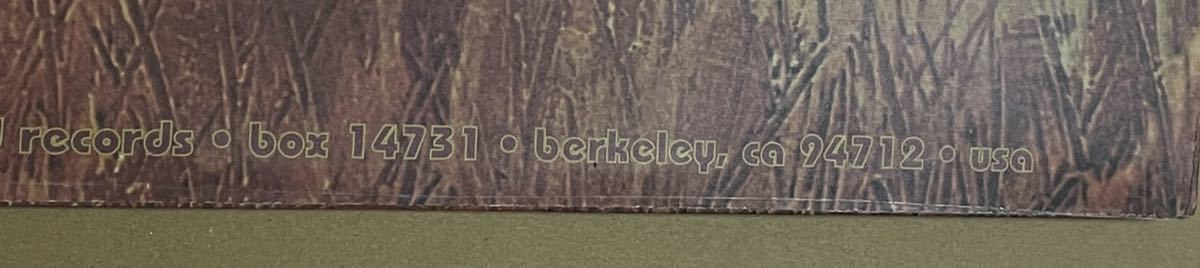 records • box 14731 • berkeley, ca 94712 • usa